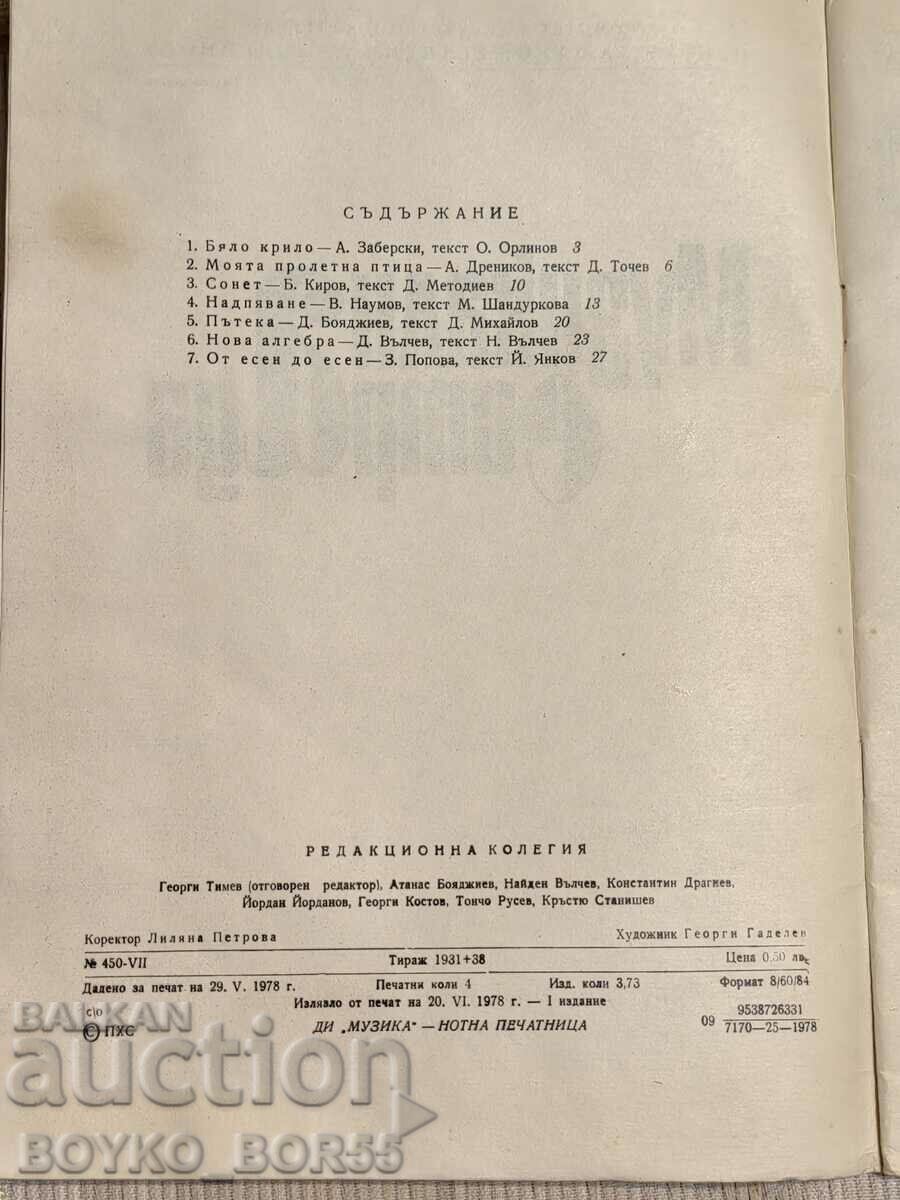 СЪДЪРЖАНИЕ
1. Бяло крило — А. Заберски, текст О. Орлинов 3
2. Моята пролетна птица — А. Дреников, текст Д. Точев 6
3. Сонет — Б. Киров, текст Д. Методиев 10
4. Надпяване — В. Наумов, текст М. Шандуркова 13
5. Пътека — Д. Бояджиев, текст Д. Михайлов 20
6. Нова алгебра — Д. Вълчев, текст Н. Вълчев 23
7. От есен до есен — З. Попова, текст Й. Янков 27
РЕДАКЦИОННА КОЛЕГИЯ
Георги Тимев (отговорен редактор), Атанас Бояджиев, Найден Вълчев, Константин Драгнев,
Йордан Йорданов, Георги Костов, Тончо Русев, Кръстю Станишев
Коректор Лиляна Петрова Художник Георги Гаделев
№ 450-VII Тираж 1931+38 Цена 0,50 лв.
Дадено за печат на 29. V. 1978 г. Печатни коли 4 Изд. коли 3,73 Формат 8/60/84
Излязло от печат на 20. VI. 1978 г. — I издание
с\о
© ПХЄ ДИ „МУЗИКА" — НОТНА ПЕЧАТНИЦА 09 9538726331
7170—25—1978
BALKAN
auction
BOYKO_BOR55